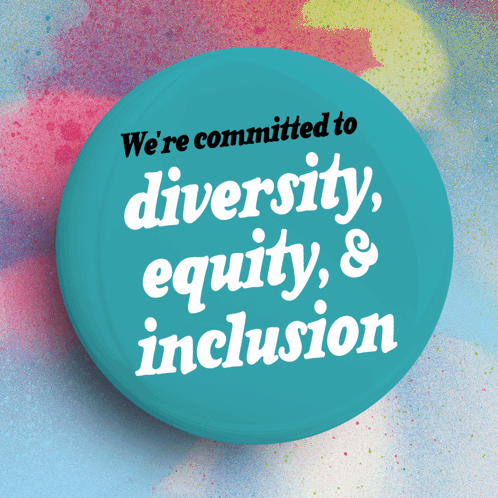 We're committed to
diversity,
equity, &
inclusion